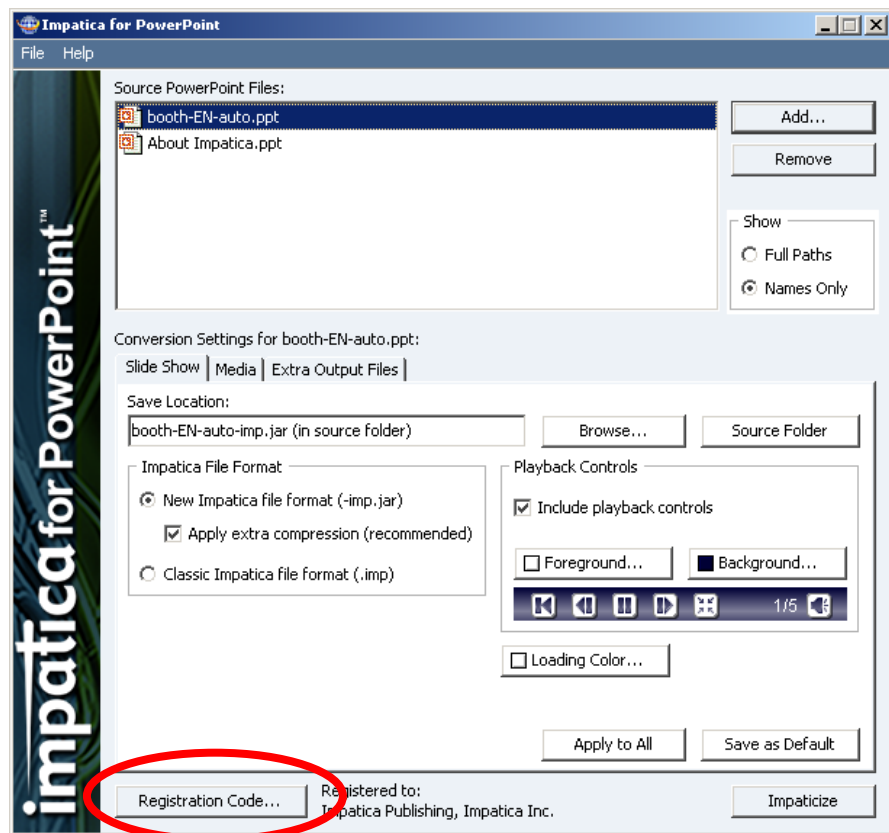 Impatica for PowerPoint
File Help
Source PowerPoint Files:
booth-EN-auto.ppt
About Impatica.ppt
Add...
Remove
Show
Full Paths
Names Only
impatica for PowerPoint™
Conversion Settings for booth-EN-auto.ppt:
Slide Show Media Extra Output Files
Save Location:
booth-EN-auto-imp.jar (in source folder)
Browse...
Source Folder
Impatica File Format
New Impatica file format (-imp.jar)
Apply extra compression (recommended)
Classic Impatica file format (.imp)
Playback Controls
Include playback controls
Foreground...
Background...
1/5
Loading Color...
Apply to All
Save as Default
Registration Code...
Registered to:
Impatica Publishing, Impatica Inc.
Impaticize